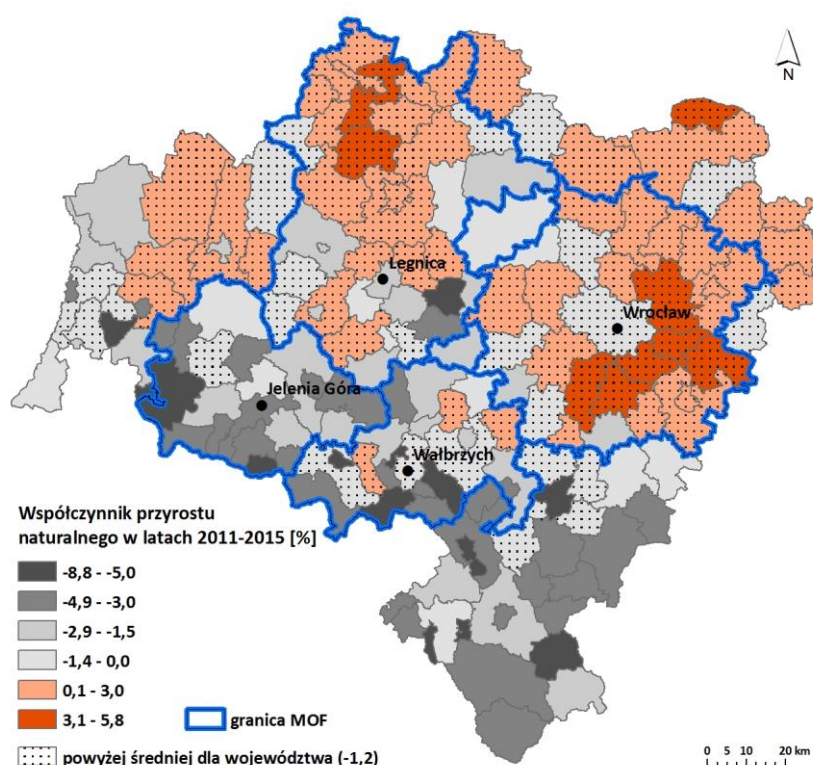 N
Legnica
Wrocław
Jelenia Góra
Wałbrzych
Współczynnik przyrostu
naturalnego w latach 2011-2015 [%]
-8,8 - -5,0
-4,9 - -3,0
-2,9 - -1,5
-1,4 - 0,0
0,1 - 3,0
3,1 - 5,8
granica MOF
powyżej średniej dla województwa (-1,2)
0 5 10 20 km